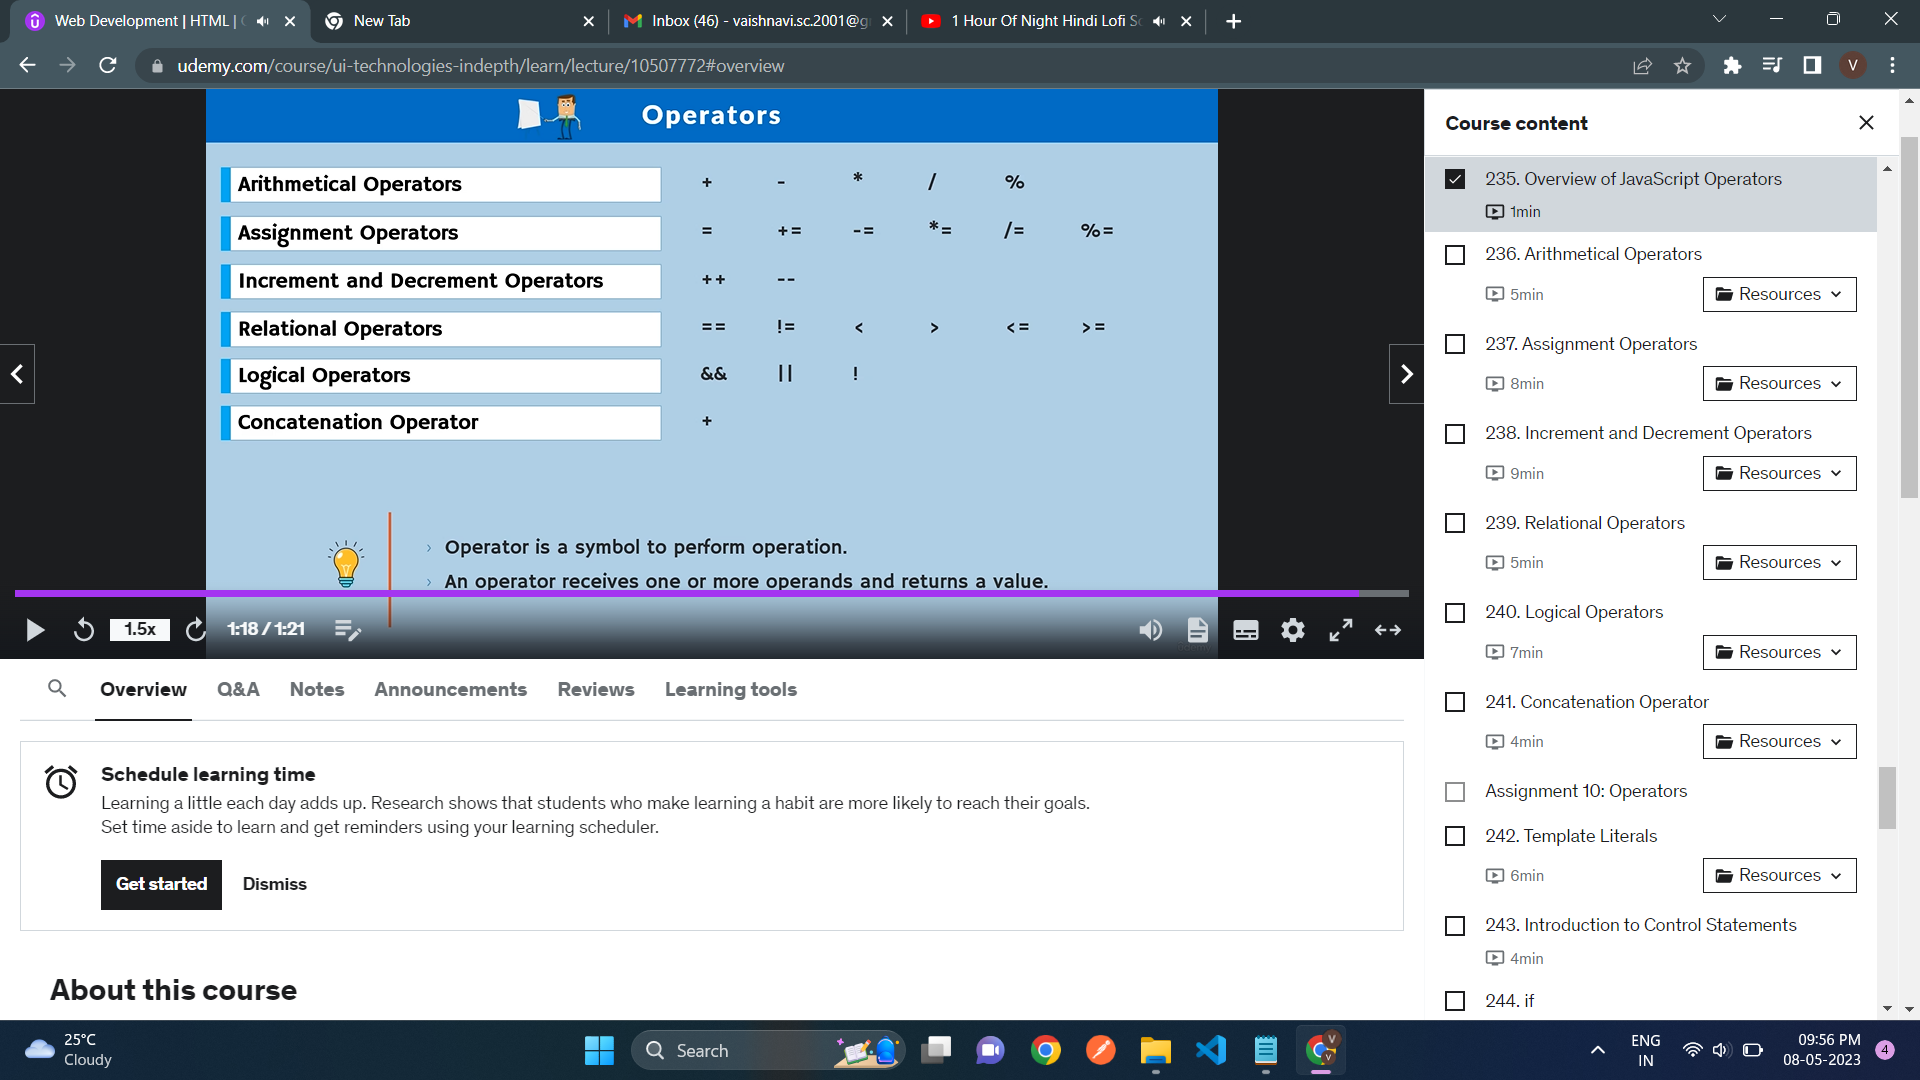 Web Development | HTML |
New Tab
Inbox (46) - vaishnavi.sc.2001@g
1 Hour Of Night Hindi Lofi S
udemy.com/course/ui-technologies-indepth/learn/lecture/10507772#overview
V
Operators
Arithmetical Operators + - * / %
Assignment Operators = += -= *= /= %=
Increment and Decrement Operators ++ --
Relational Operators == != < > <= >=
Logical Operators && || !
Concatenation Operator +
› Operator is a symbol to perform operation.
› An operator receives one or more operands and returns a value.
1.5x
1:18 / 1:21
Overview Q&A Notes Announcements Reviews Learning tools
Schedule learning time
Learning a little each day adds up. Research shows that students who make learning a habit are more likely to reach their goals.
Set time aside to learn and get reminders using your learning scheduler.
Get started Dismiss
About this course
Course content
235. Overview of JavaScript Operators
1min
236. Arithmetical Operators
5min Resources
237. Assignment Operators
8min Resources
238. Increment and Decrement Operators
9min Resources
239. Relational Operators
5min Resources
240. Logical Operators
7min Resources
241. Concatenation Operator
4min Resources
Assignment 10: Operators
242. Template Literals
6min Resources
243. Introduction to Control Statements
4min
244. if
25°C
Cloudy
Search
V
V
ENG
IN
09:56 PM
08-05-2023
4